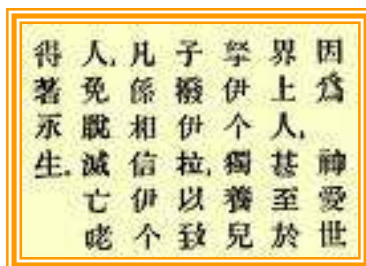 因爲　神愛世
界上人，甚至於
拏伊个獨養兒
子撥伊拉，以致
凡係相信伊个
人，免脫滅亡咾
得著永生．